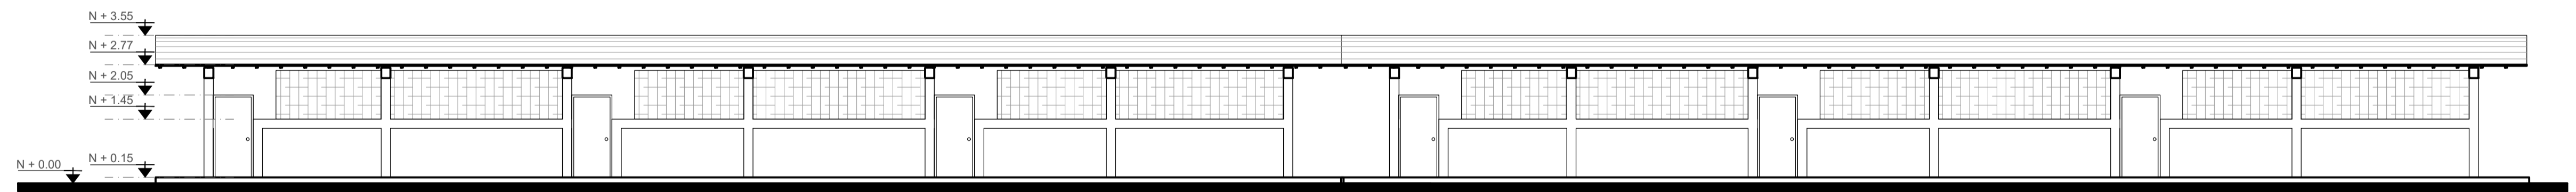 N + 3.55
N + 2.77
N + 2.05
N + 1.45
N + 0.15
N + 0.00